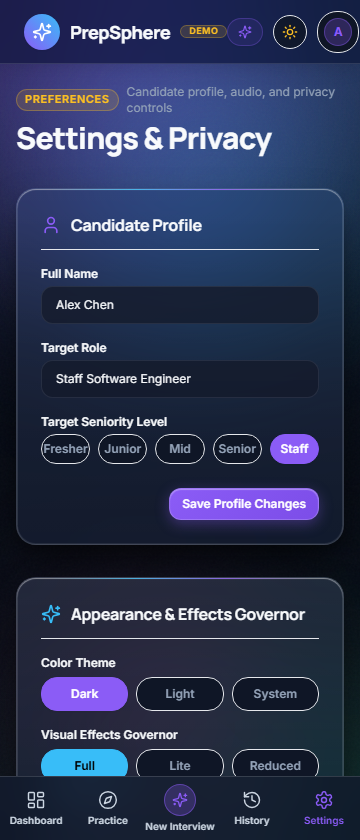 PrepSphere DEMO A
PREFERENCES Candidate profile, audio, and privacy
controls
Settings & Privacy
Candidate Profile
Full Name
Alex Chen
Target Role
Staff Software Engineer
Target Seniority Level
Fresher Junior Mid Senior Staff
Save Profile Changes
Appearance & Effects Governor
Color Theme
Dark Light System
Visual Effects Governor
Full Lite Reduced
Dashboard Practice New Interview History Settings